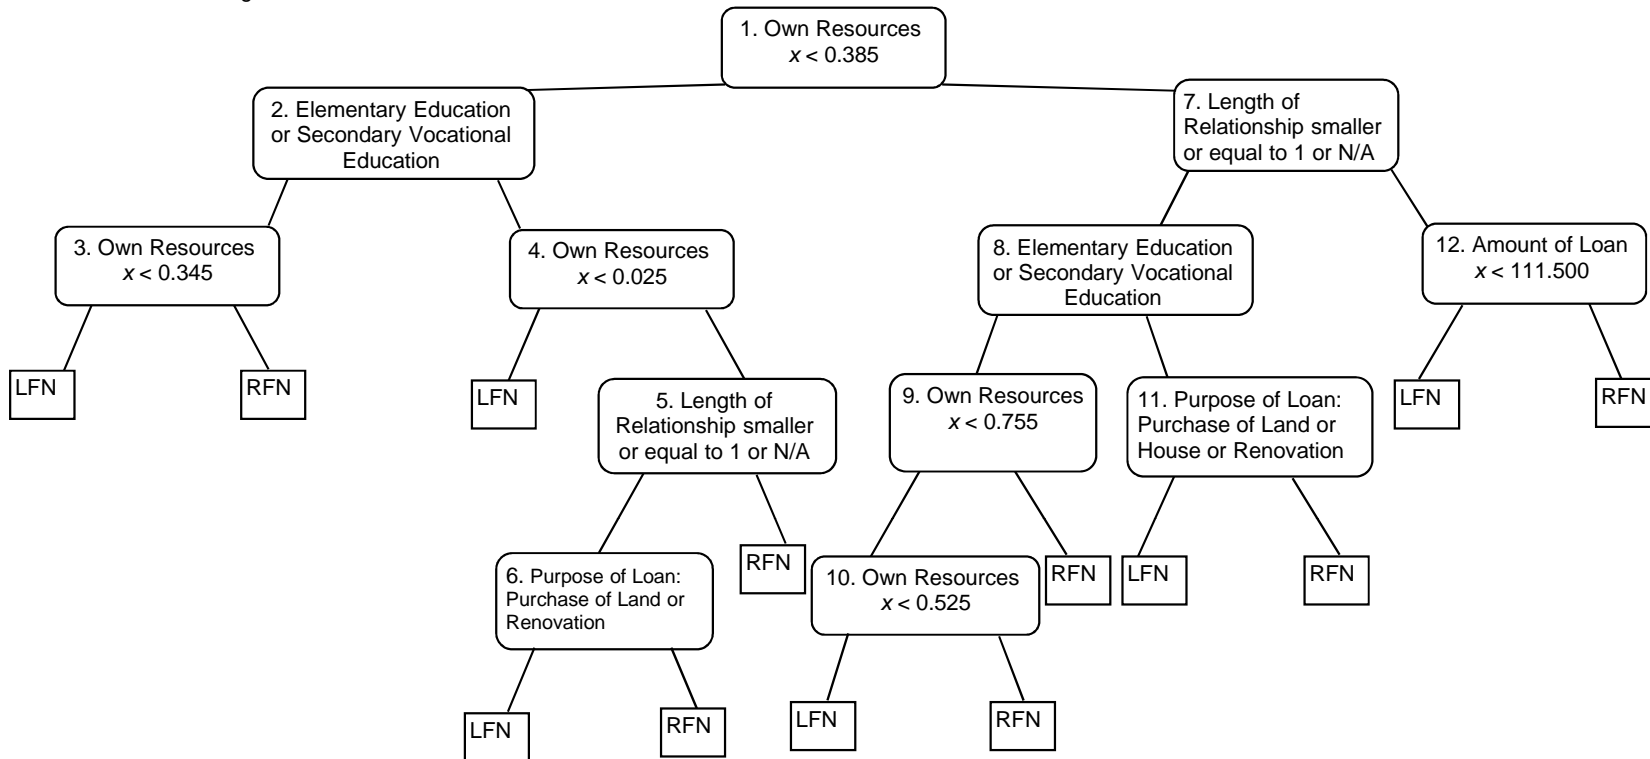 1. Own Resources
x < 0.385
2. Elementary Education
or Secondary Vocational
Education
7. Length of
Relationship smaller
or equal to 1 or N/A
3. Own Resources
x < 0.345
4. Own Resources
x < 0.025
8. Elementary Education
or Secondary Vocational
Education
12. Amount of Loan
x < 111.500
LFN
RFN
LFN
5. Length of
Relationship smaller
or equal to 1 or N/A
9. Own Resources
x < 0.755
11. Purpose of Loan:
Purchase of Land or
House or Renovation
LFN
RFN
6. Purpose of Loan:
Purchase of Land or
Renovation
RFN
10. Own Resources
x < 0.525
RFN
LFN
RFN
LFN
RFN
LFN
RFN